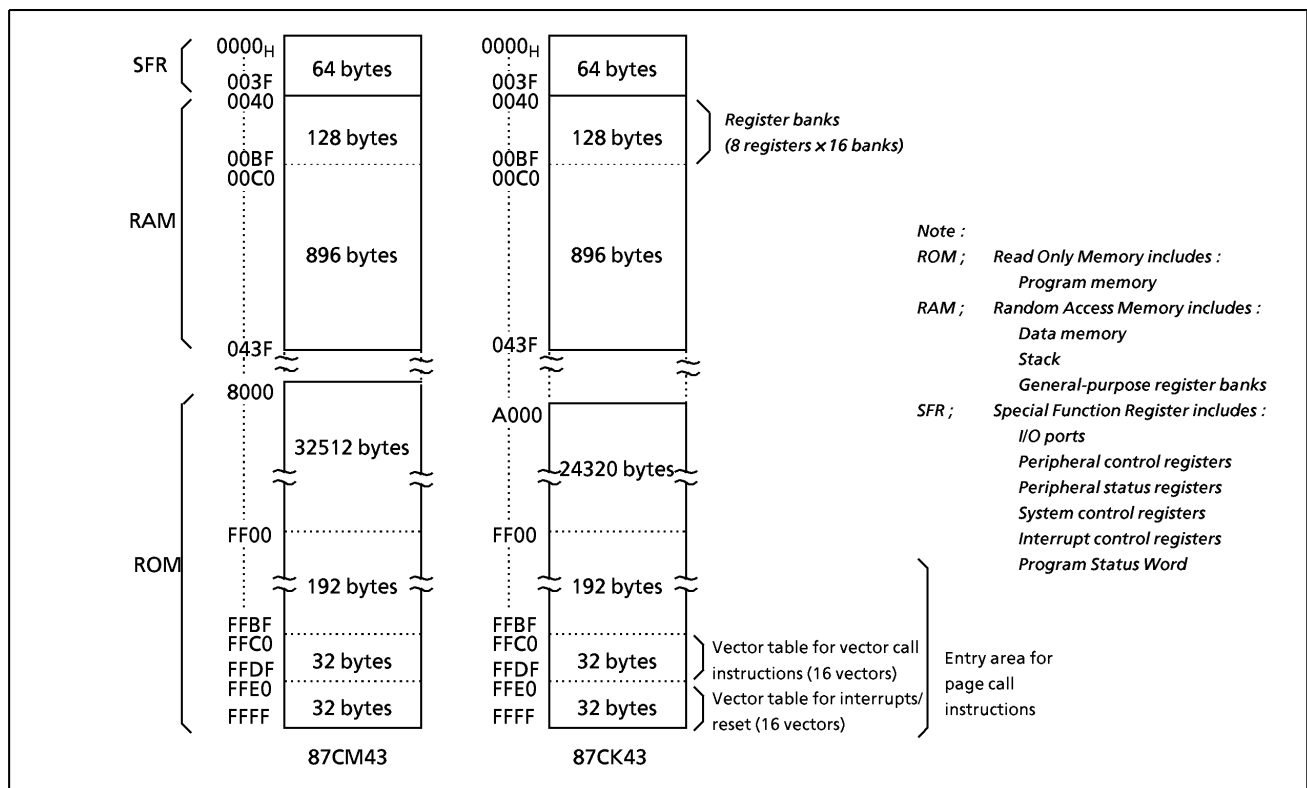 SFR
RAM
ROM
0000H
003F
0040
00BF
00C0
043F
8000
FF00
FFBF
FFC0
FFDF
FFE0
FFFF
64 bytes
128 bytes
896 bytes
32512 bytes
192 bytes
32 bytes
32 bytes
87CM43
0000H
003F
0040
00BF
00C0
043F
A000
FF00
FFBF
FFC0
FFDF
FFE0
FFFF
64 bytes
128 bytes
896 bytes
24320 bytes
192 bytes
32 bytes
32 bytes
87CK43
Register banks
(8 registers × 16 banks)
Note :
ROM ; Read Only Memory includes :
Program memory
RAM ; Random Access Memory includes :
Data memory
Stack
General-purpose register banks
SFR ; Special Function Register includes :
I/O ports
Peripheral control registers
Peripheral status registers
System control registers
Interrupt control registers
Program Status Word
Vector table for vector call
instructions (16 vectors)
Vector table for interrupts/
reset (16 vectors)
Entry area for
page call
instructions